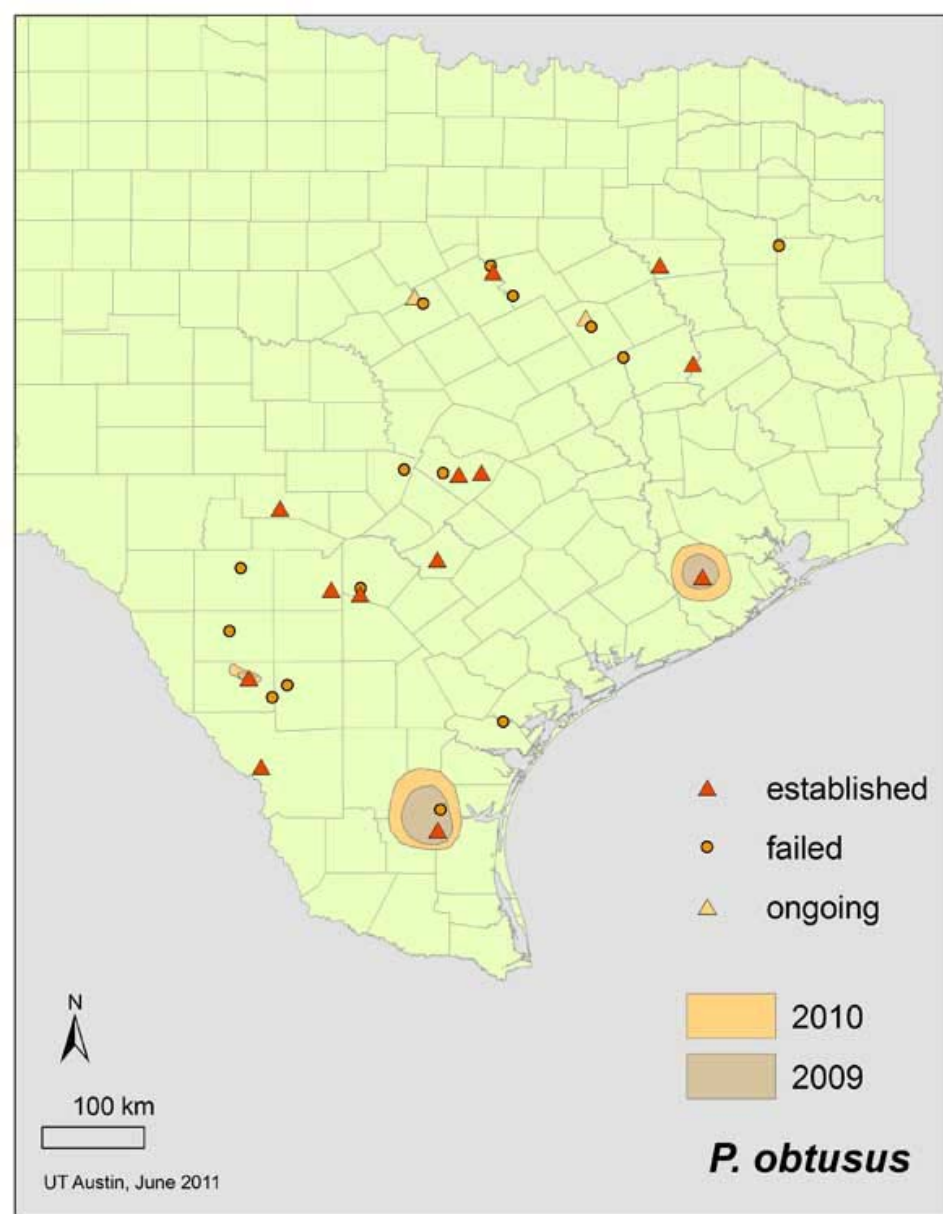 established
failed
ongoing
2010
2009
N
100 km
P. obtusus
UT Austin, June 2011